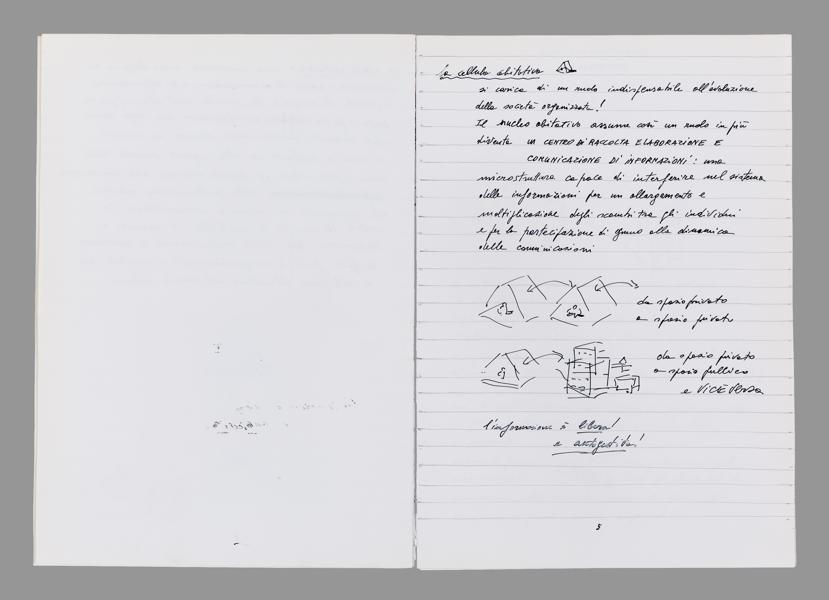 la cellula abitativa
si carica di un ruolo indispensabile all'evoluzione
della società organizzata!
Il nucleo abitativo assume così un ruolo in più
diventa UN CENTRO DI RACCOLTA ELABORAZIONE E
COMUNICAZIONE DI INFORMAZIONI: una
microstruttura capace di interferire nel sistema
delle informazioni per un allargamento e
moltiplicazione degli scambi tra gli individui
e per la partecipazione di ognuno alla dinamica
delle comunicazioni
da spazio privato
a spazio privato
da spazio privato
a spazio pubblico
e VICEVERSA
l'informazione è libera!
e autogestita!
5